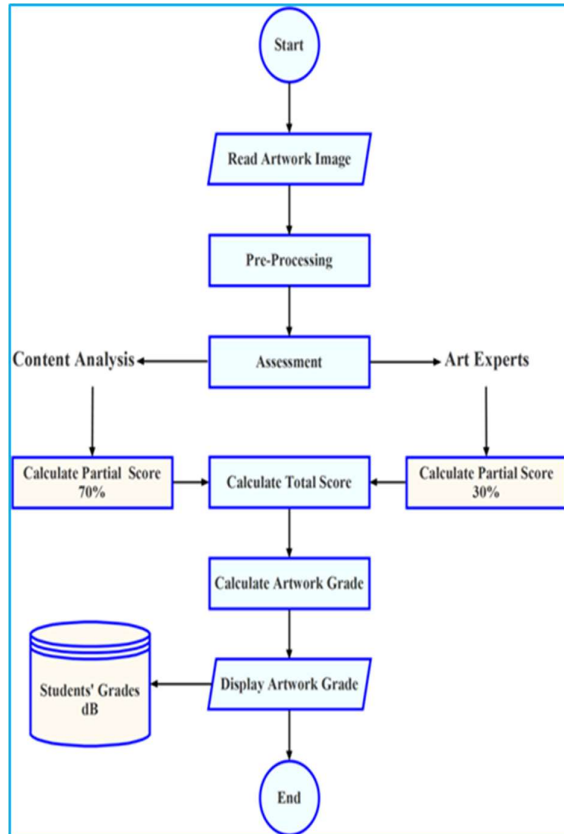 Start
Read Artwork Image
Pre-Processing
Content Analysis
Assessment
Art Experts
Calculate Partial Score
70%
Calculate Total Score
Calculate Partial Score
30%
Calculate Artwork Grade
Students' Grades
dB
Display Artwork Grade
End